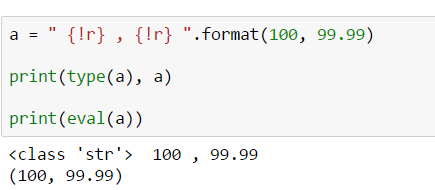 a = " {!r} , {!r} ".format(100, 99.99)
print(type(a), a)
print(eval(a))
<class 'str'>  100 , 99.99
(100, 99.99)